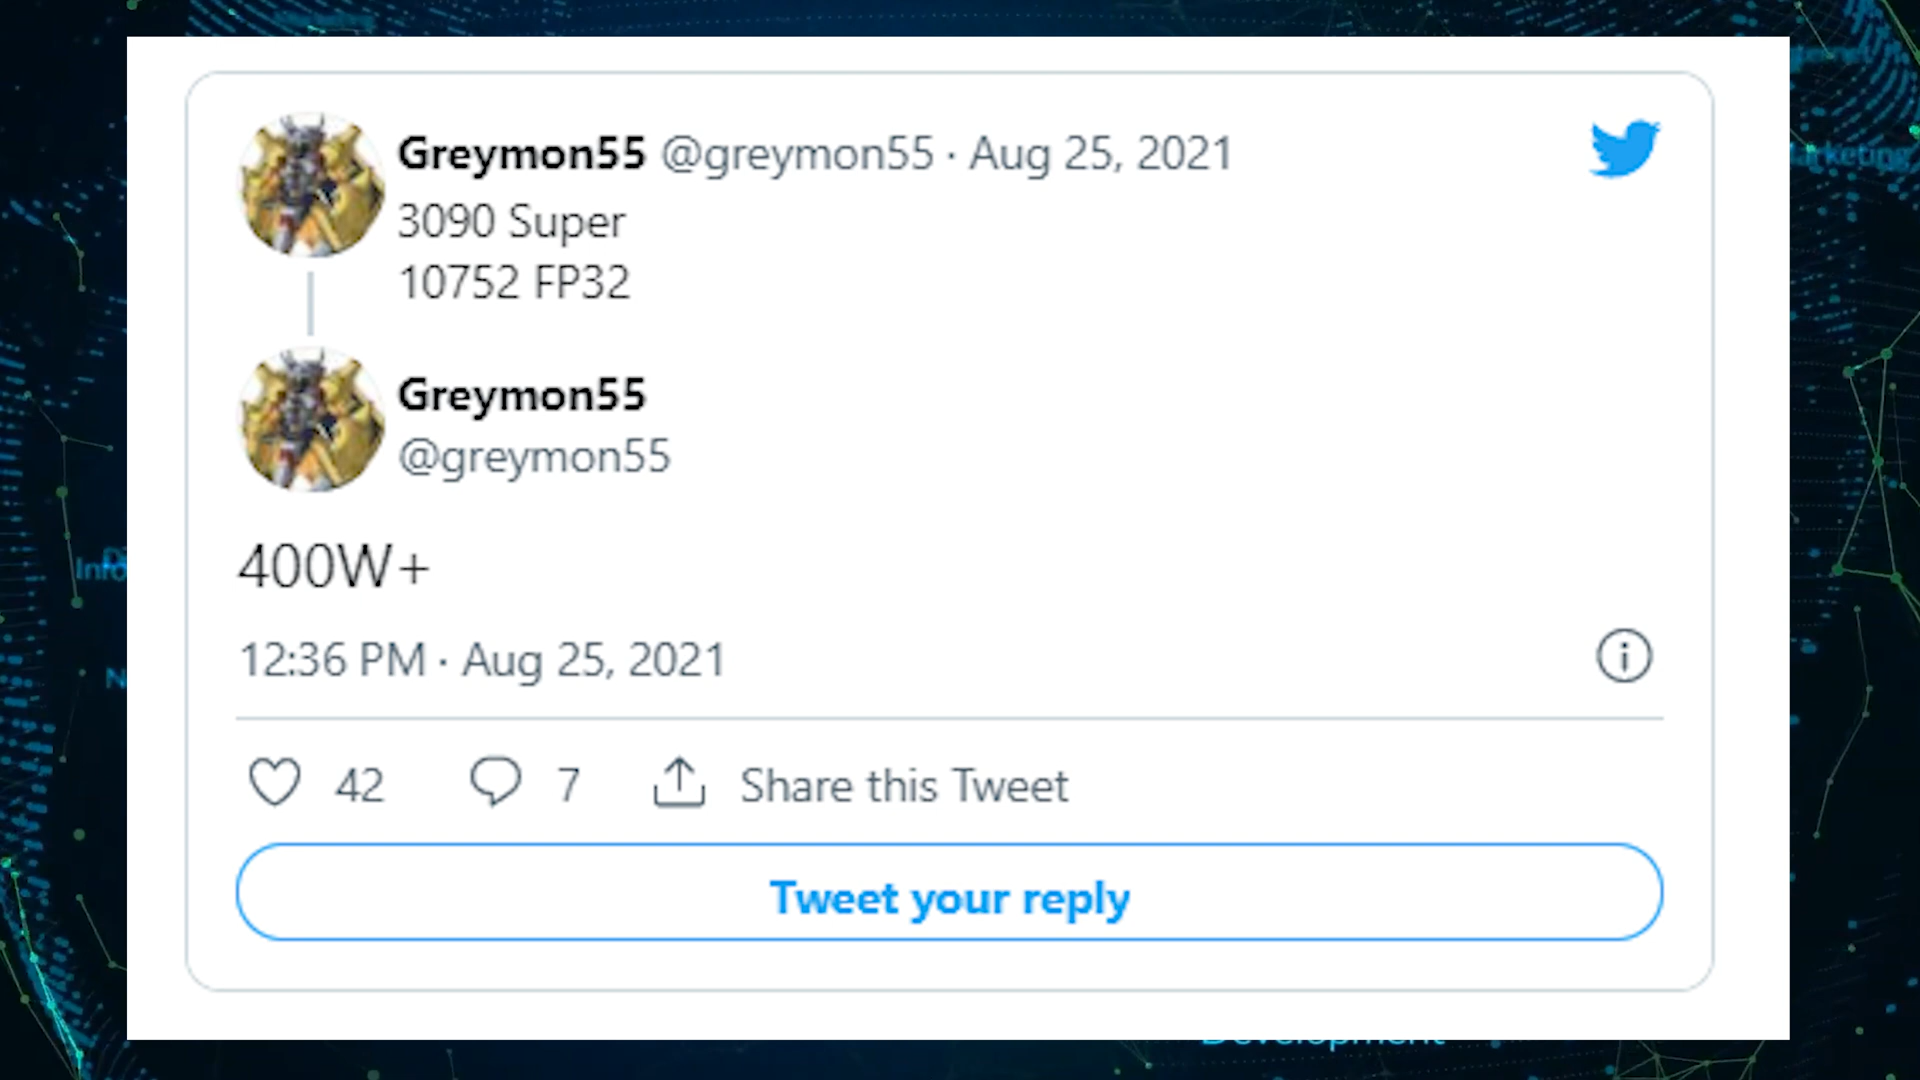 Greymon55 @greymon55 · Aug 25, 2021
3090 Super
10752 FP32
Greymon55
@greymon55
400W+
12:36 PM · Aug 25, 2021
42 7 Share this Tweet
Tweet your reply